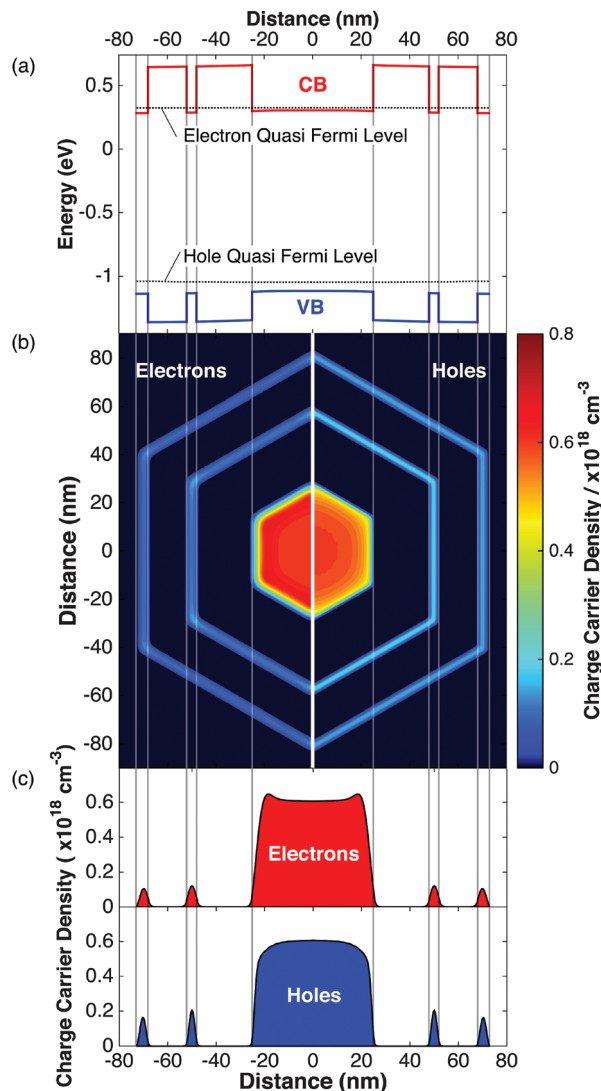 Distance (nm)
-80 -60 -40 -20 0 20 40 60 80
(a)
0.5
0
-0.5
-1
Energy (eV)
CB
Electron Quasi Fermi Level
Hole Quasi Fermi Level
VB
(b)
80
60
40
20
0
-20
-40
-60
-80
Distance (nm)
Electrons
Holes
0.8
0.6
0.4
0.2
0
Charge Carrier Density / x10^18 cm^-3
(c)
Charge Carrier Density ( x10^18 cm^-3)
0.6
0.4
0.2
0
Electrons
0.6
0.4
0.2
0
Holes
-80 -60 -40 -20 0 20 40 60 80
Distance (nm)